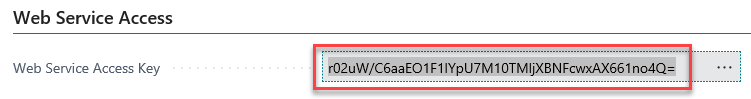 Web Service Access
Web Service Access Key
r02uW/C6aaEO1F1IYpU7M10TMIjXBNFcwxAX661no4Q=